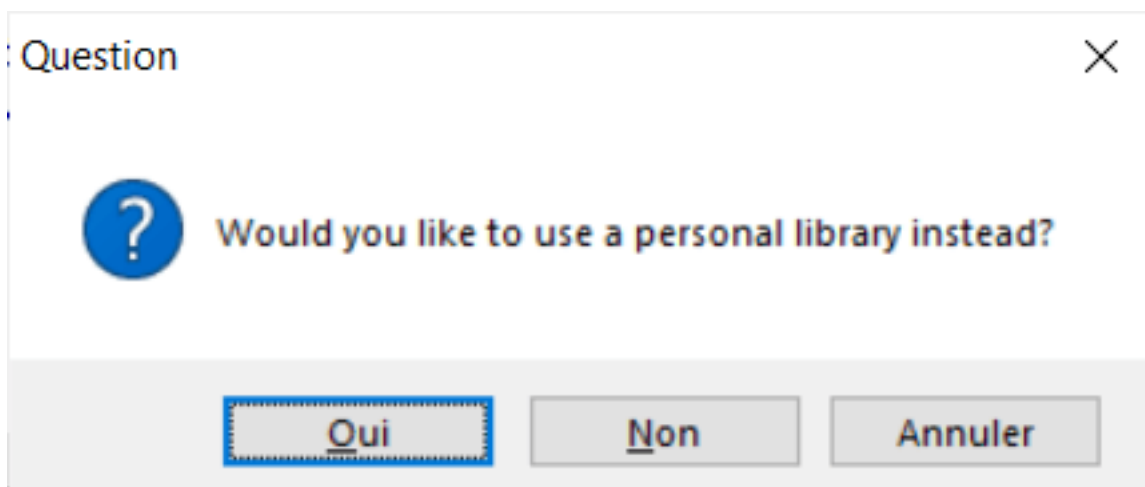 Question
?
Would you like to use a personal library instead?
Oui
Non
Annuler